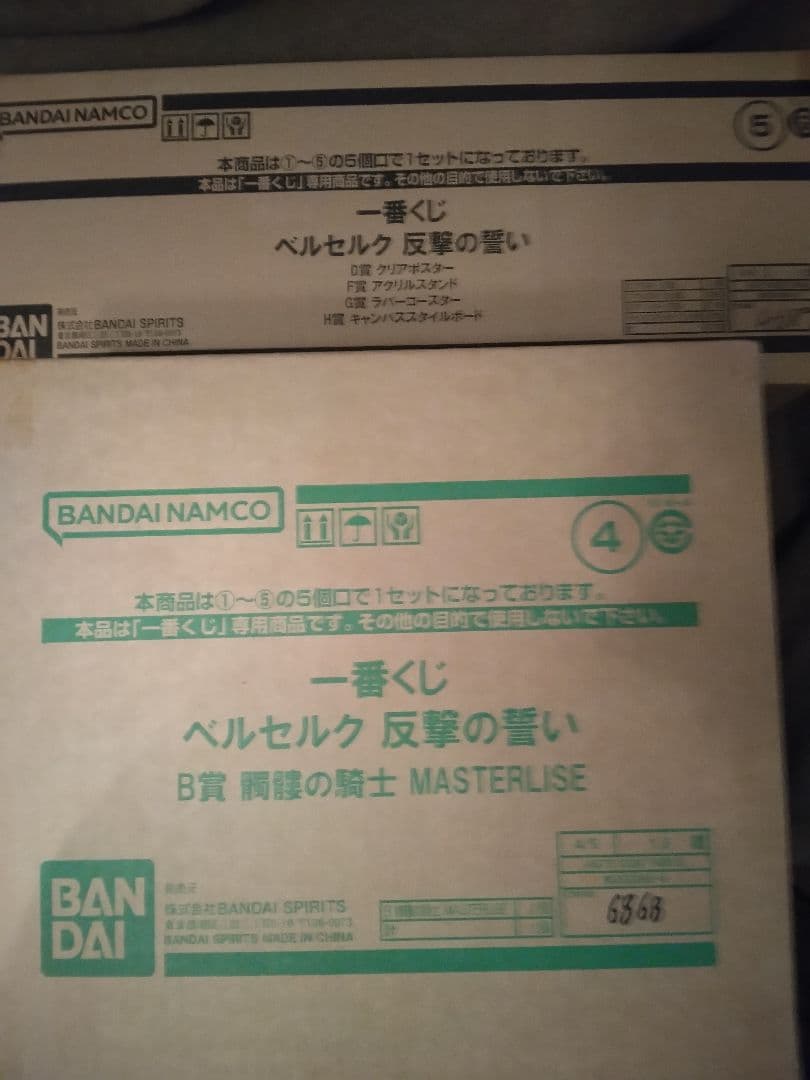 BANDAI NAMCO
5
本商品は①～⑤の5個口で1セットになっております。
本品は「一番くじ」専用商品です。その他の目的で使用しないで下さい。
一番くじ
ベルセルク 反撃の誓い
D賞 クリアポスター
F賞 アクリルスタンド
G賞 ラバーコースター
H賞 キャンバススタイルボード
BAN
DAI
発売元
株式会社BANDAI SPIRITS
BANDAI SPIRITS MADE IN CHINA
BANDAI NAMCO
4
本商品は①～⑤の5個口で1セットになっております。
本品は「一番くじ」専用商品です。その他の目的で使用しないで下さい。
一番くじ
ベルセルク 反撃の誓い
B賞 髑髏の騎士 MASTERLISE
BAN
DAI
発売元
株式会社BANDAI SPIRITS
BANDAI SPIRITS MADE IN CHINA
6868